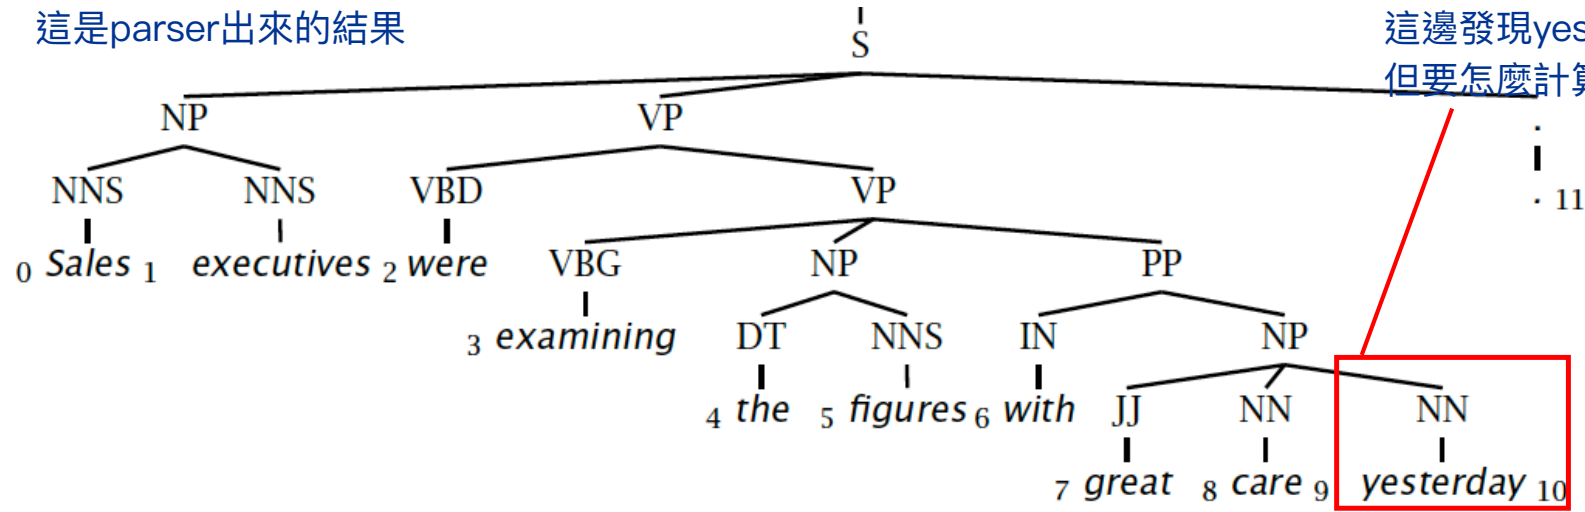 這是parser出來的結果
這邊發現yes
但要怎麼計算
S
NP VP .
NNS NNS VBD VP . 11
0 Sales 1 executives 2 were VBG NP PP
3 examining DT NNS IN NP
4 the 5 figures 6 with JJ NN NN
7 great 8 care 9 yesterday 10